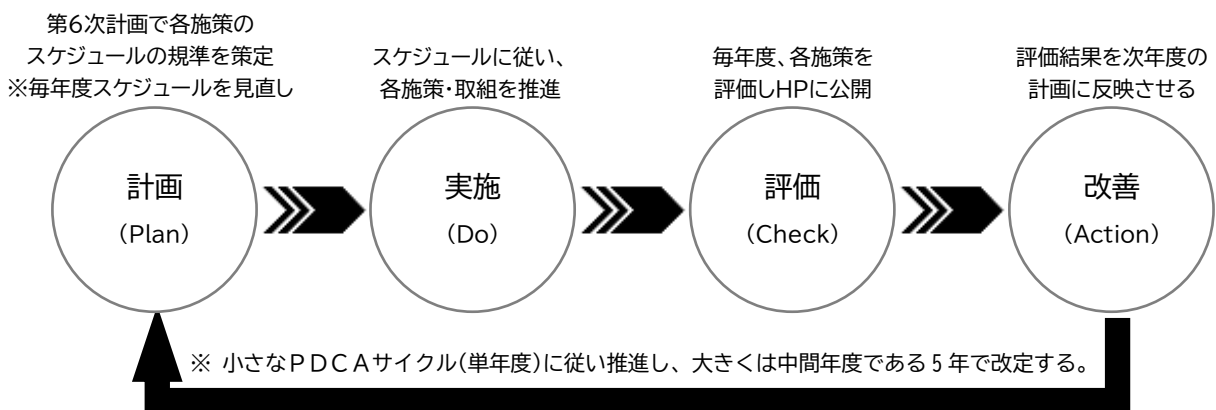 第6次計画で各施策の
スケジュールの規準を策定
※毎年度スケジュールを見直し
スケジュールに従い、
各施策・取組を推進
毎年度、各施策を
評価しHPに公開
評価結果を次年度の
計画に反映させる
計画
(Plan)
実施
(Do)
評価
(Check)
改善
(Action)
※ 小さなPDCAサイクル(単年度)に従い推進し、大きくは中間年度である5年で改定する。